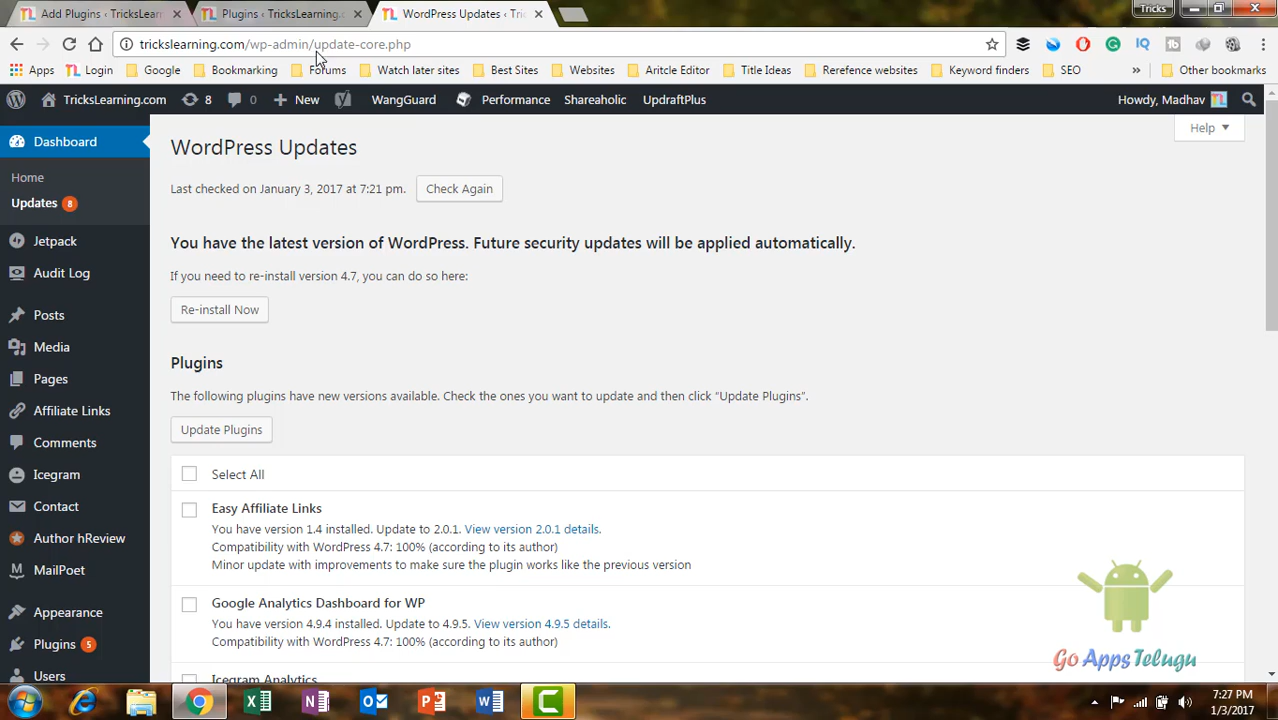 Add Plugins ‹ TricksLearn
Plugins ‹ TricksLearning.c
WordPress Updates ‹ Tric
Tricks
trickslearning.com/wp-admin/update-core.php
Apps
Login
Google
Bookmarking
Forums
Watch later sites
Best Sites
Websites
Aritcle Editor
Title Ideas
Rerefence websites
Keyword finders
SEO
»
Other bookmarks
TricksLearning.com
8
0
New
WangGuard
Performance
Shareaholic
UpdraftPlus
Howdy, Madhav
Dashboard
Help
Home
Updates 8
Jetpack
Audit Log
Posts
Media
Pages
Affiliate Links
Comments
Icegram
Contact
Author hReview
MailPoet
Appearance
Plugins 5
Users
WordPress Updates
Last checked on January 3, 2017 at 7:21 pm.
Check Again
You have the latest version of WordPress. Future security updates will be applied automatically.
If you need to re-install version 4.7, you can do so here:
Re-install Now
Plugins
The following plugins have new versions available. Check the ones you want to update and then click “Update Plugins”.
Update Plugins
Select All
Easy Affiliate Links
You have version 1.4 installed. Update to 2.0.1. View version 2.0.1 details.
Compatibility with WordPress 4.7: 100% (according to its author)
Minor update with improvements to make sure the plugin works like the previous version
Google Analytics Dashboard for WP
You have version 4.9.4 installed. Update to 4.9.5. View version 4.9.5 details.
Compatibility with WordPress 4.7: 100% (according to its author)
Icegram Analytics
Go Apps Telugu
7:27 PM
1/3/2017